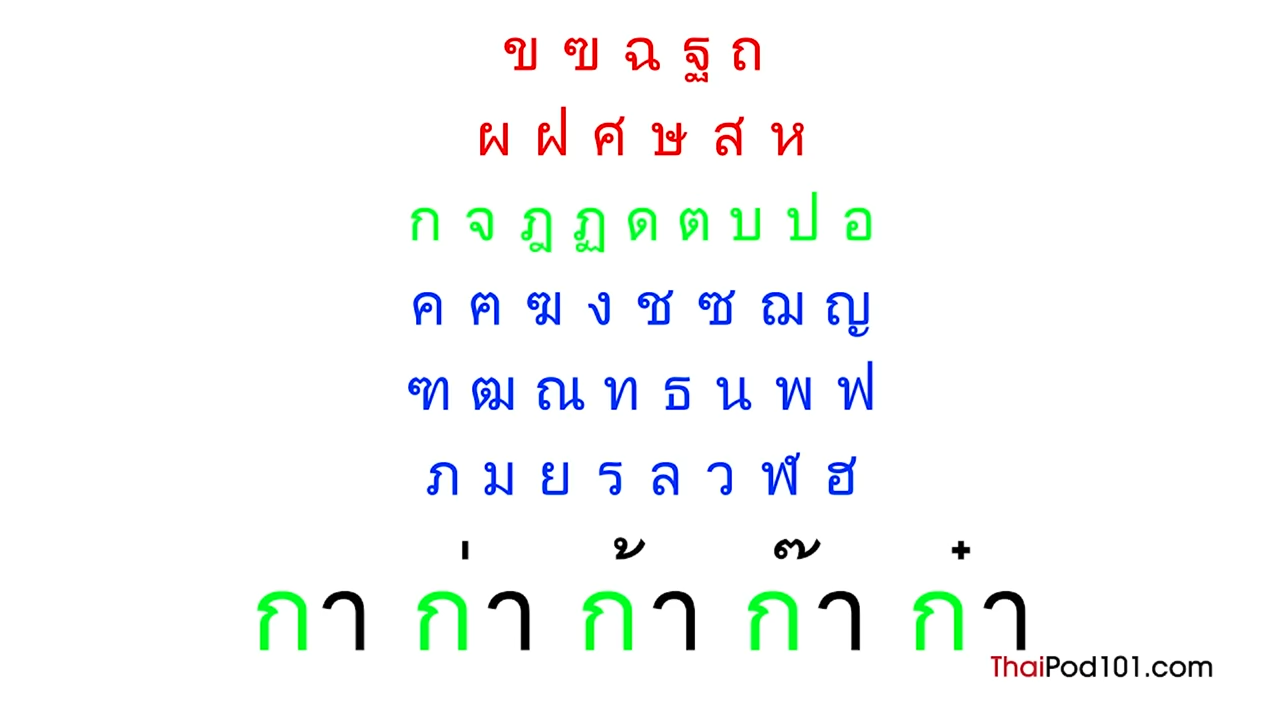 ข ฃ ฉ ฐ ถ
ผ ฝ ศ ษ ส ห
ก จ ฎ ฏ ด ต บ ป อ
ค ฅ ฆ ง ช ซ ฌ ญ
ฑ ฒ ณ ท ธ น พ ฟ
ภ ม ย ร ล ว ฬ ฮ
กา ก่า ก้า ก๊า ก๋า
ThaiPod101.com